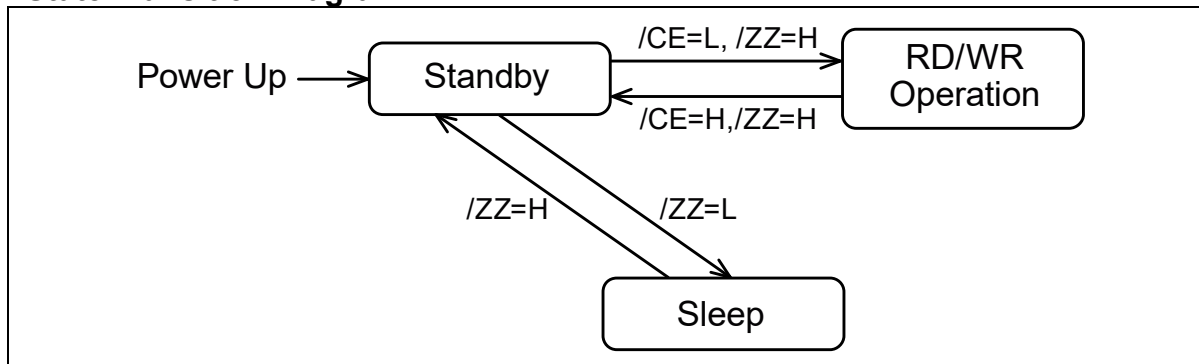 /CE=L, /ZZ=H
Power Up
Standby
RD/WR
Operation
/CE=H,/ZZ=H
/ZZ=H
/ZZ=L
Sleep